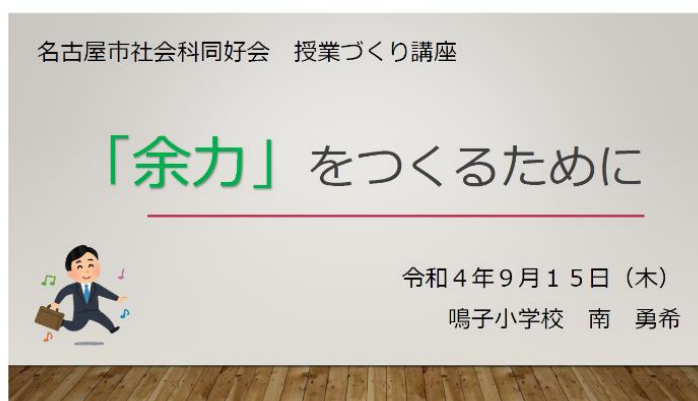 名古屋市社会科同好会　授業づくり講座
「余力」をつくるために
令和４年９月１５日（木）
鳴子小学校　南　勇希